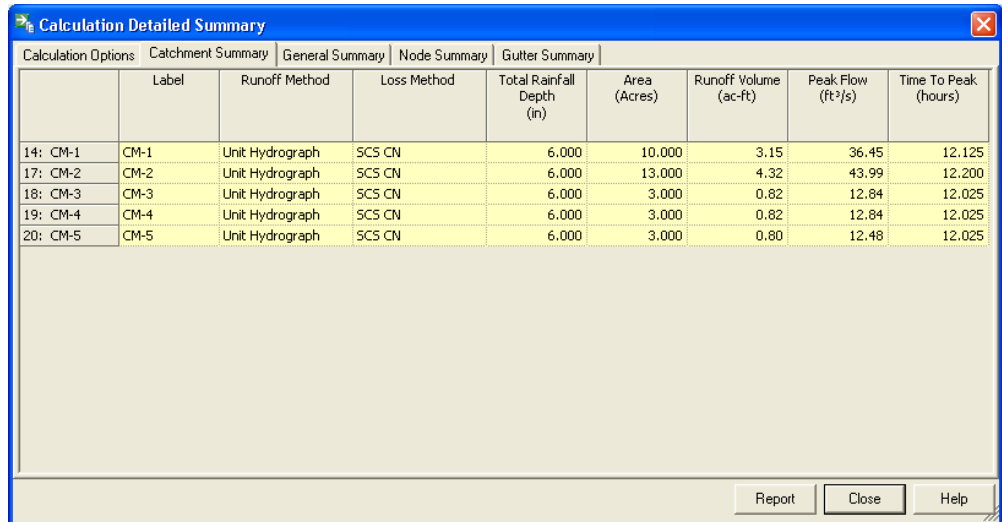 Calculation Detailed Summary
Calculation Options Catchment Summary General Summary Node Summary Gutter Summary
Label Runoff Method Loss Method Total Rainfall Depth (in) Area (Acres) Runoff Volume (ac-ft) Peak Flow (ft³/s) Time To Peak (hours)
14: CM-1 CM-1 Unit Hydrograph SCS CN 6.000 10.000 3.15 36.45 12.125
17: CM-2 CM-2 Unit Hydrograph SCS CN 6.000 13.000 4.32 43.99 12.200
18: CM-3 CM-3 Unit Hydrograph SCS CN 6.000 3.000 0.82 12.84 12.025
19: CM-4 CM-4 Unit Hydrograph SCS CN 6.000 3.000 0.82 12.84 12.025
20: CM-5 CM-5 Unit Hydrograph SCS CN 6.000 3.000 0.80 12.48 12.025
Report Close Help